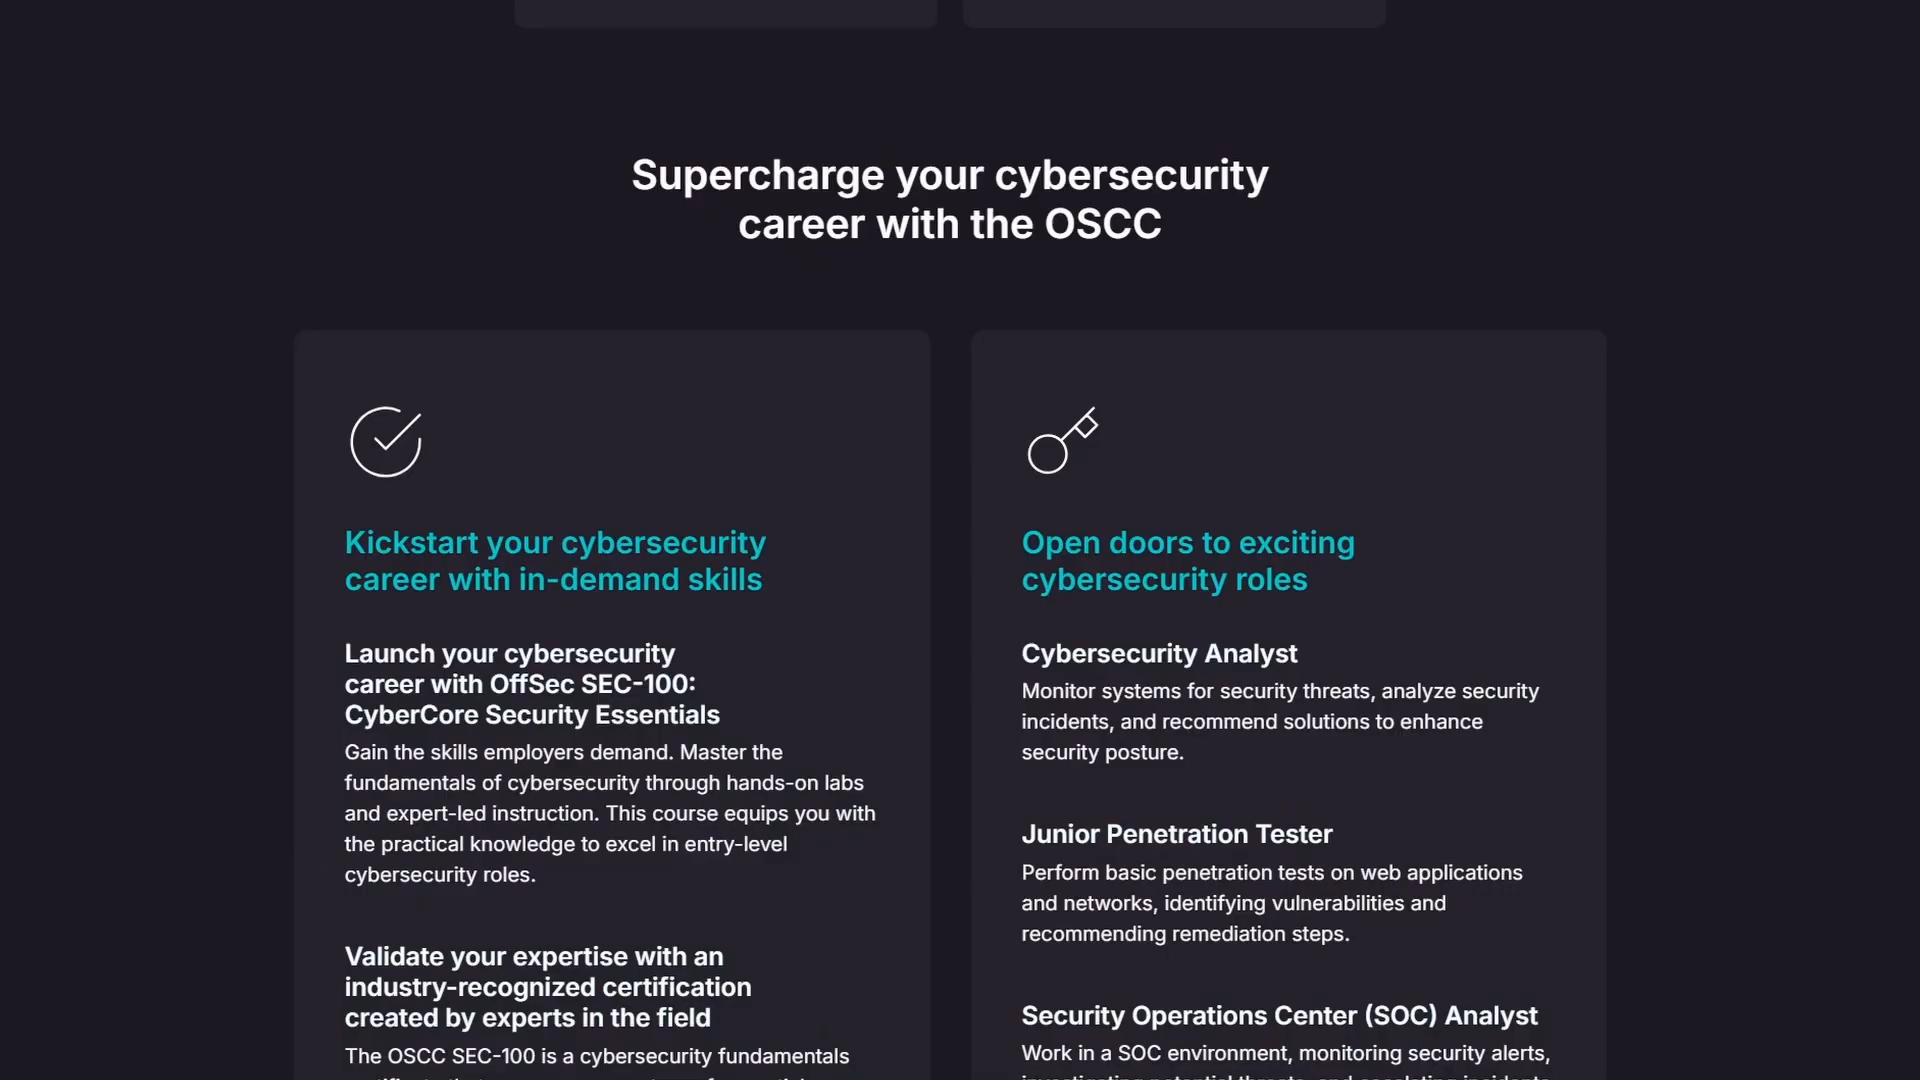 Supercharge your cybersecurity
career with the OSCC
Kickstart your cybersecurity
career with in-demand skills
Launch your cybersecurity
career with OffSec SEC-100:
CyberCore Security Essentials
Gain the skills employers demand. Master the
fundamentals of cybersecurity through hands-on labs
and expert-led instruction. This course equips you with
the practical knowledge to excel in entry-level
cybersecurity roles.
Validate your expertise with an
industry-recognized certification
created by experts in the field
The OSCC SEC-100 is a cybersecurity fundamentals
Open doors to exciting
cybersecurity roles
Cybersecurity Analyst
Monitor systems for security threats, analyze security
incidents, and recommend solutions to enhance
security posture.
Junior Penetration Tester
Perform basic penetration tests on web applications
and networks, identifying vulnerabilities and
recommending remediation steps.
Security Operations Center (SOC) Analyst
Work in a SOC environment, monitoring security alerts,